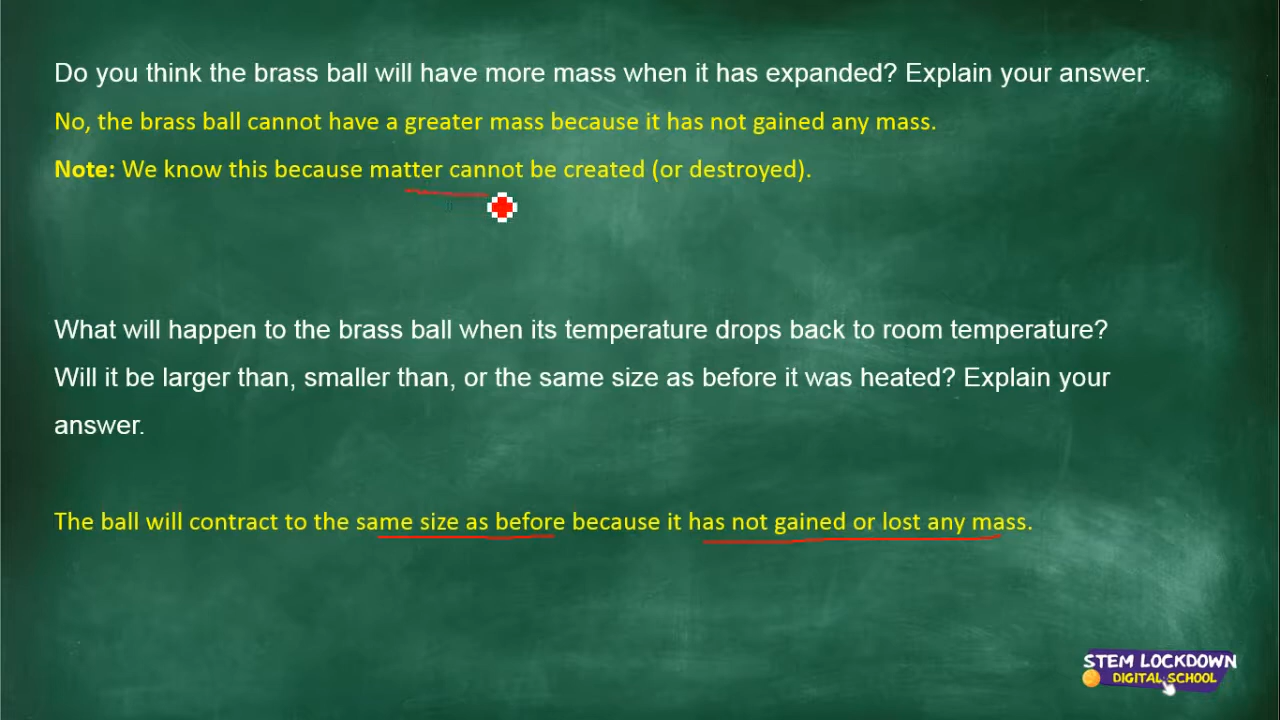 Do you think the brass ball will have more mass when it has expanded? Explain your answer.
No, the brass ball cannot have a greater mass because it has not gained any mass.
Note: We know this because matter cannot be created (or destroyed).
What will happen to the brass ball when its temperature drops back to room temperature?
Will it be larger than, smaller than, or the same size as before it was heated? Explain your
answer.
The ball will contract to the same size as before because it has not gained or lost any mass.
STEM LOCKDOWN
DIGITAL SCHOOL